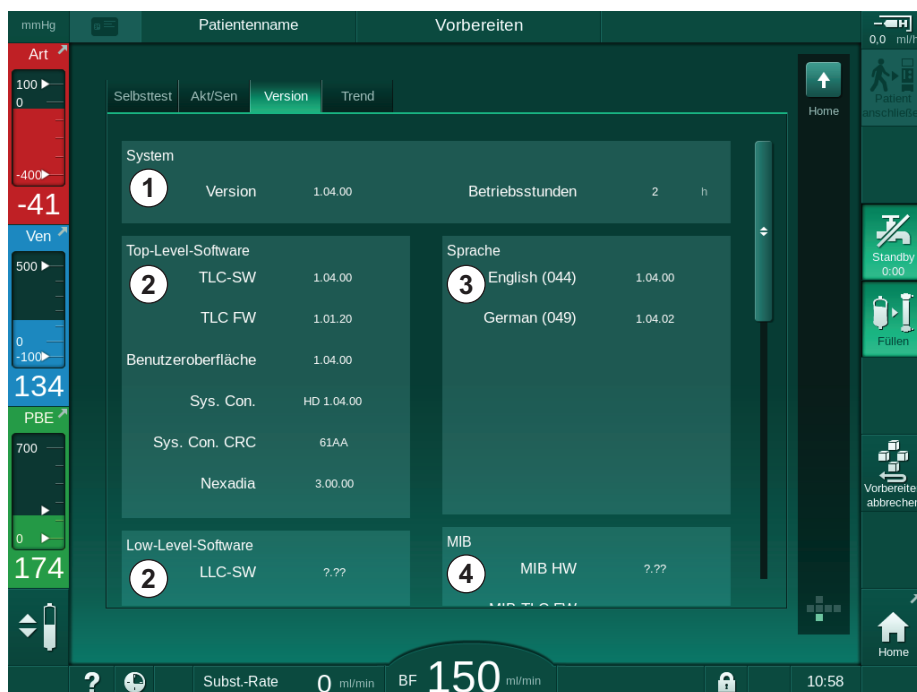 mmHg
Patientenname
Vorbereiten
0,0 ml/h
Art
100
0
-400
-41
Ven
500
0
-100
134
PBE
700
0
174
Selbsttest Akt/Sen Version Trend
Home
System
1
Version 1.04.00
Betriebsstunden 2 h
Top-Level-Software
2
TLC-SW 1.04.00
TLC FW 1.01.20
Benutzeroberfläche 1.04.00
Sys. Con. HD 1.04.00
Sys. Con. CRC 61AA
Nexadia 3.00.00
Sprache
3
English (044) 1.04.00
German (049) 1.04.02
Low-Level-Software
2
LLC-SW ?.??
MIB
4
MIB HW ?.??
MIB TLC FW
Patient
anschließe
Standby
0:00
Füllen
Vorbereite
abbrechen
Home
?
Subst.-Rate 0 ml/min
BF 150 ml/min
10:58